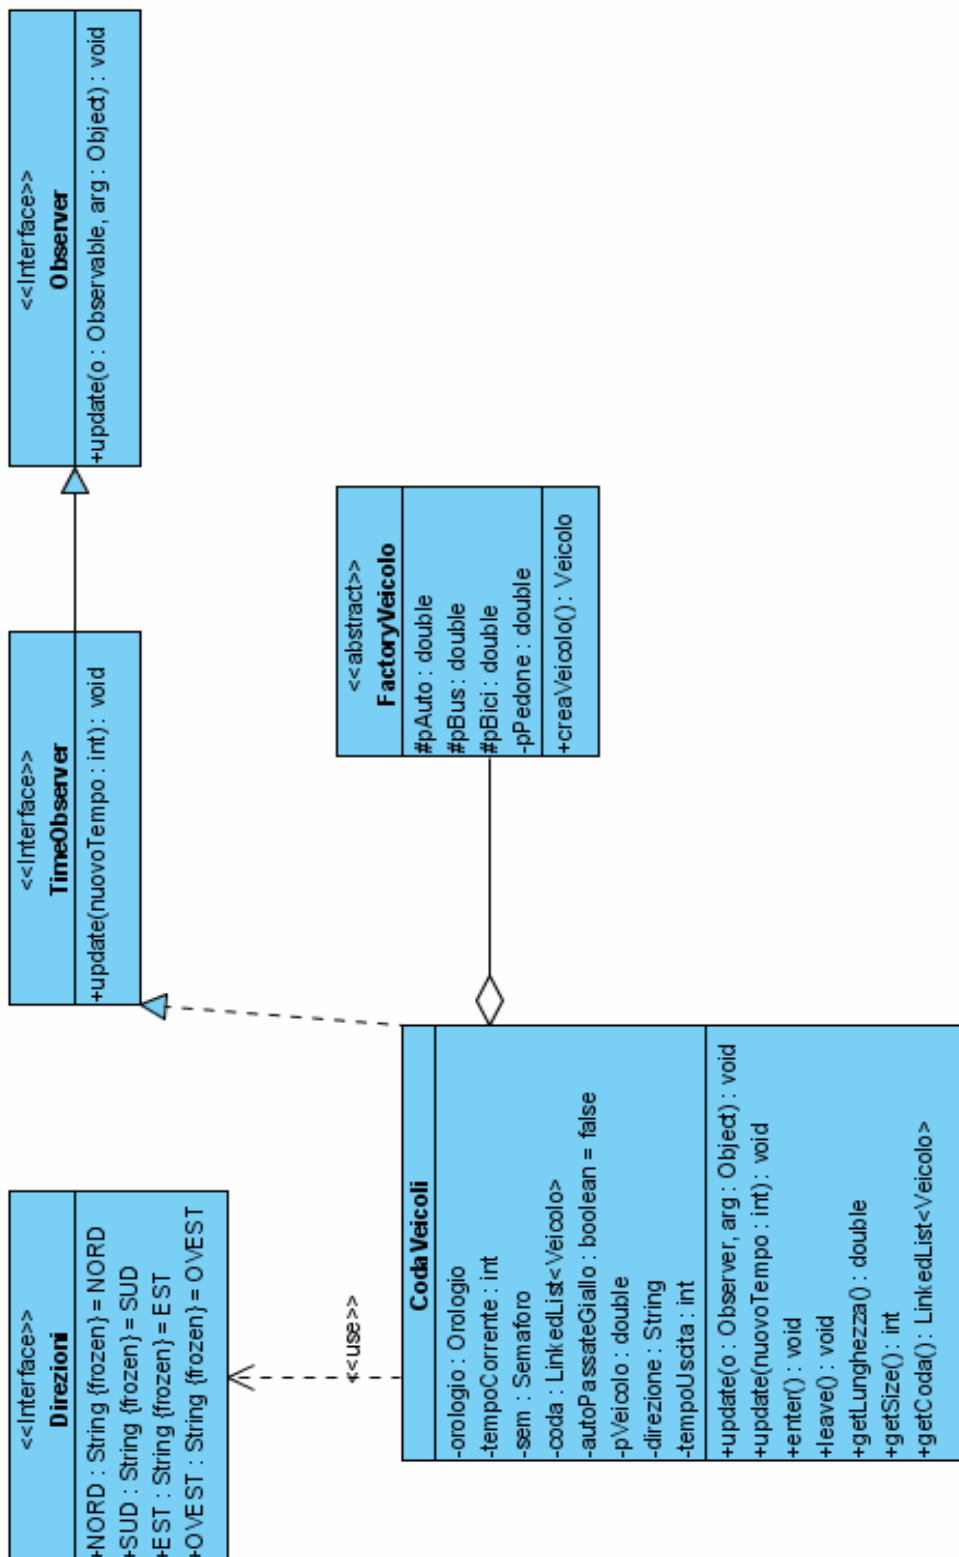 <<Interface>>
Direzioni
+NORD : String {frozen} = NORD
+SUD : String {frozen} = SUD
+EST : String {frozen} = EST
+OVEST : String {frozen} = OVEST
<<Interface>>
TimeObserver
+update(nuovoTempo : int) : void
<<Interface>>
Observer
+update(o : Observable, arg : Object) : void
<<use>>
CodaVeicoli
-orologio : Orologio
-tempoCorrente : int
-sem : Semaforo
-coda : LinkedList<Veicolo>
-autoPassateGiallo : boolean = false
-pVeicolo : double
-direzione : String
-tempoUscita : int
+update(o : Observer, arg : Object) : void
+update(nuovoTempo : int) : void
+enter() : void
+leave() : void
+getLunghezza() : double
+getSize() : int
+getCoda() : LinkedList<Veicolo>
<<abstract>>
FactoryVeicolo
#pAuto : double
#pBus : double
#pBici : double
-pPedone : double
+creaVeicolo() : Veicolo